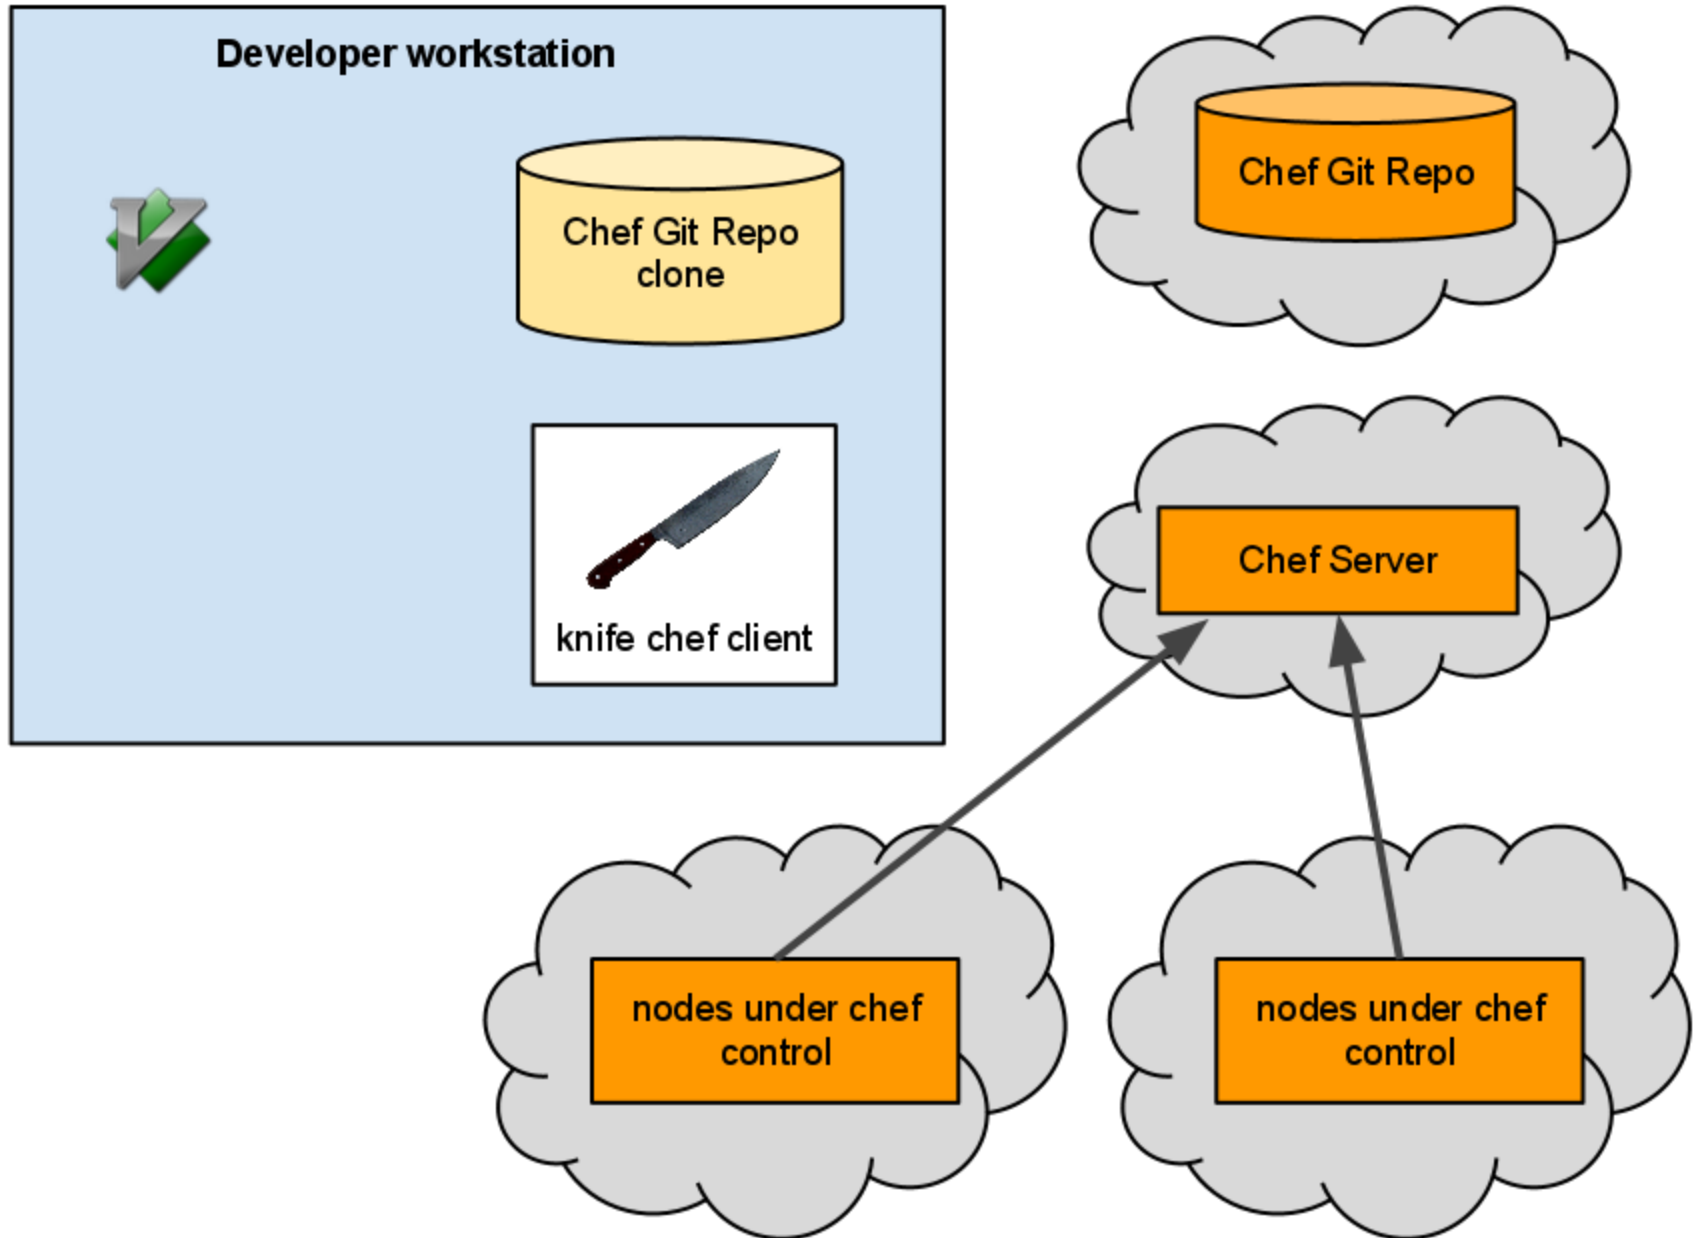 Developer workstation
Chef Git Repo
clone
knife chef client
Chef Git Repo
Chef Server
nodes under chef
control
nodes under chef
control